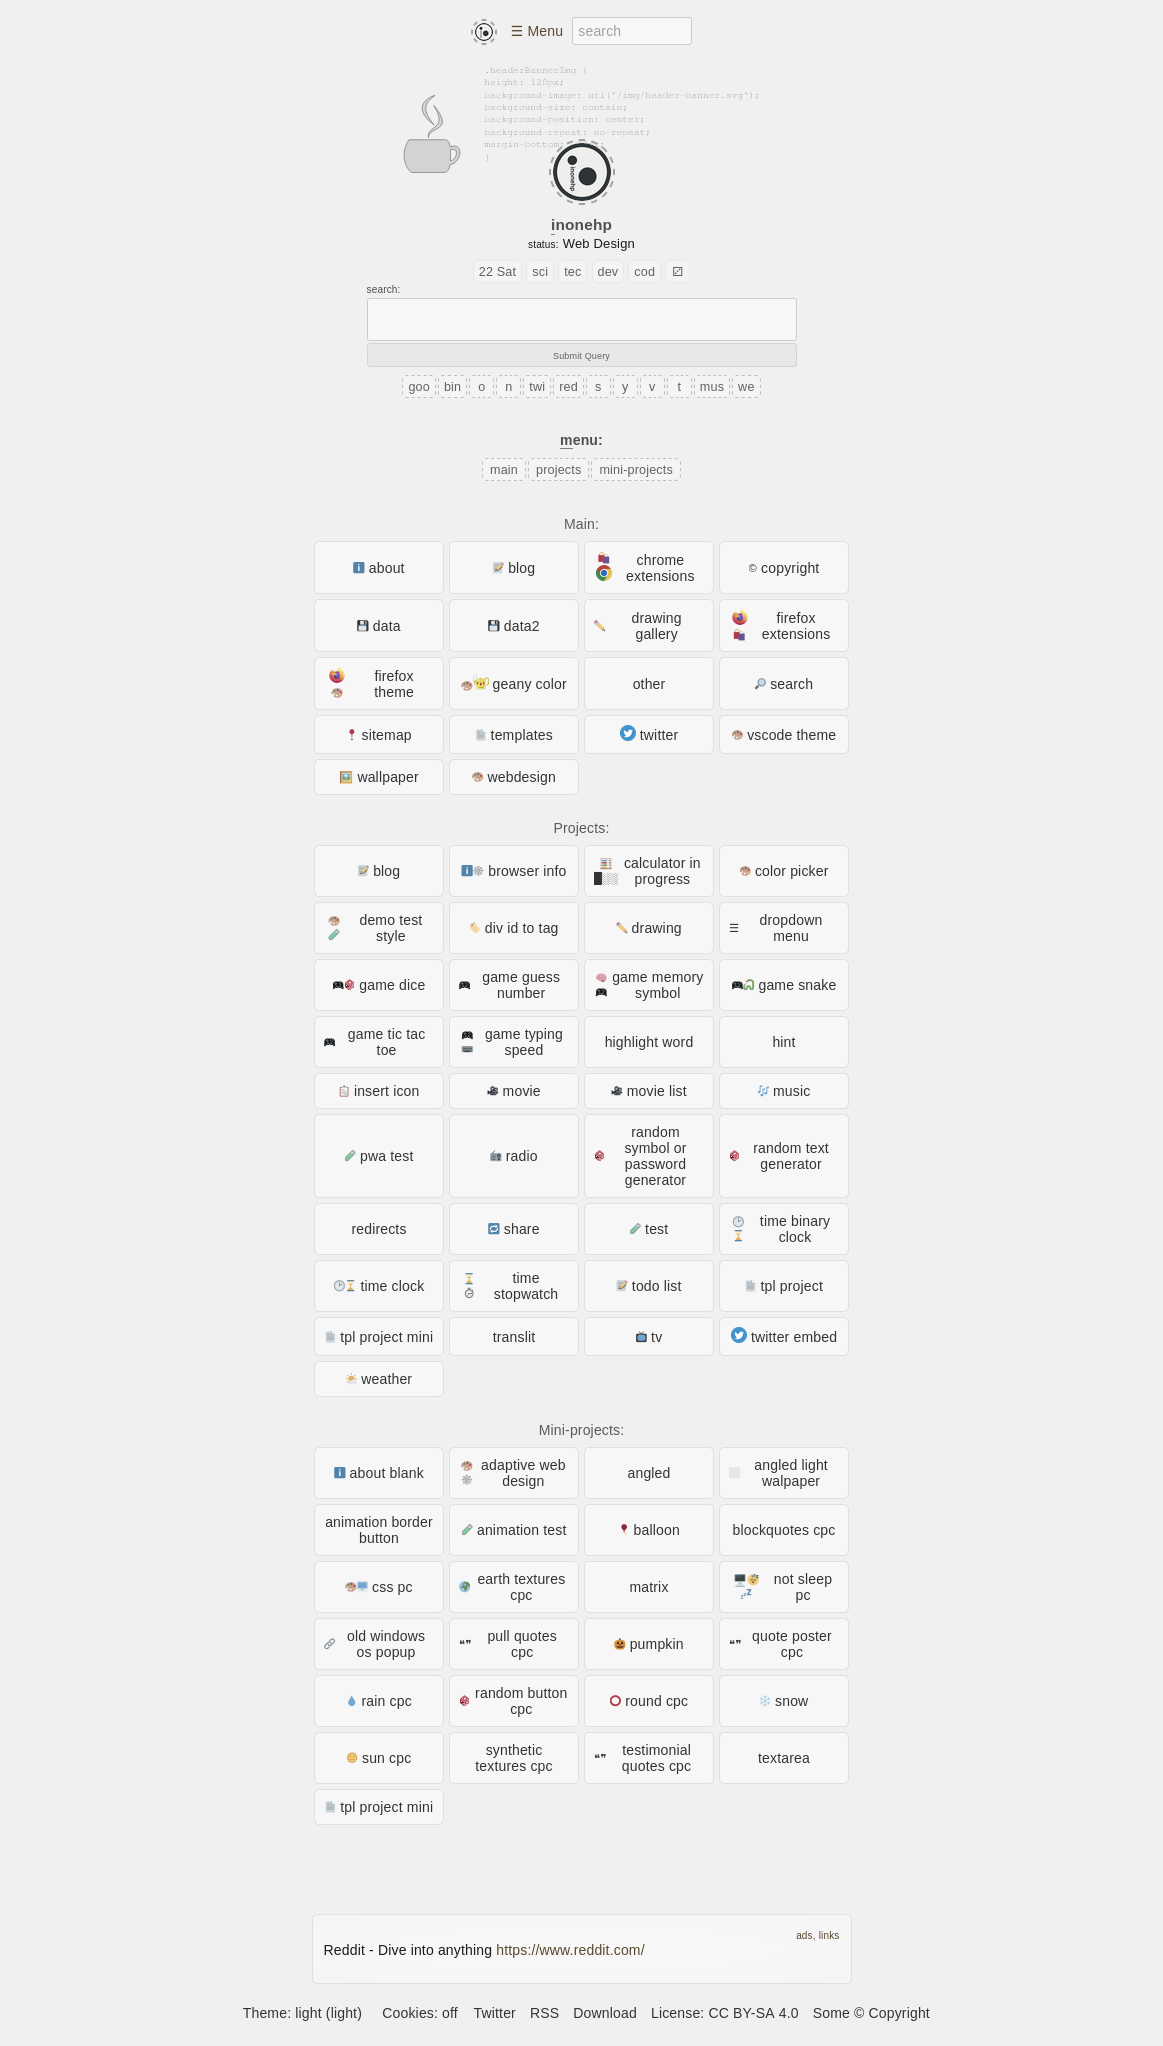 ☰ Menu search
.headerBannerImg {
height: 120px;
background-image: url('/img/header-banner.svg');
background-size: contain;
background-position: center;
background-repeat: no-repeat;
margin-bottom:
}
inonehp
inonehp
status: Web Design
22 Sat sci tec dev cod
search:
Submit Query
goo bin o n twi red s y v t mus we
menu:
main projects mini-projects
Main:
about blog chrome extensions © copyright
data data2 drawing gallery firefox extensions
firefox theme geany color other search
sitemap templates twitter vscode theme
wallpaper webdesign
Projects:
blog browser info calculator in progress color picker
demo test style div id to tag drawing ☰ dropdown menu
game dice game guess number game memory symbol game snake
game tic tac toe game typing speed highlight word hint
insert icon movie movie list music
pwa test radio random symbol or password generator random text generator
redirects share test time binary clock
time clock time stopwatch todo list tpl project
tpl project mini translit tv twitter embed
weather
Mini-projects:
about blank adaptive web design angled angled light walpaper
animation border button animation test balloon blockquotes cpc
css pc earth textures cpc matrix not sleep pc
old windows os popup ❝❞ pull quotes cpc pumpkin ❝❞ quote poster cpc
rain cpc random button cpc round cpc snow
sun cpc synthetic textures cpc ❝❞ testimonial quotes cpc textarea
tpl project mini
ads, links
Reddit - Dive into anything https://www.reddit.com/
Theme: light (light) Cookies: off Twitter RSS Download License: CC BY-SA 4.0 Some © Copyright